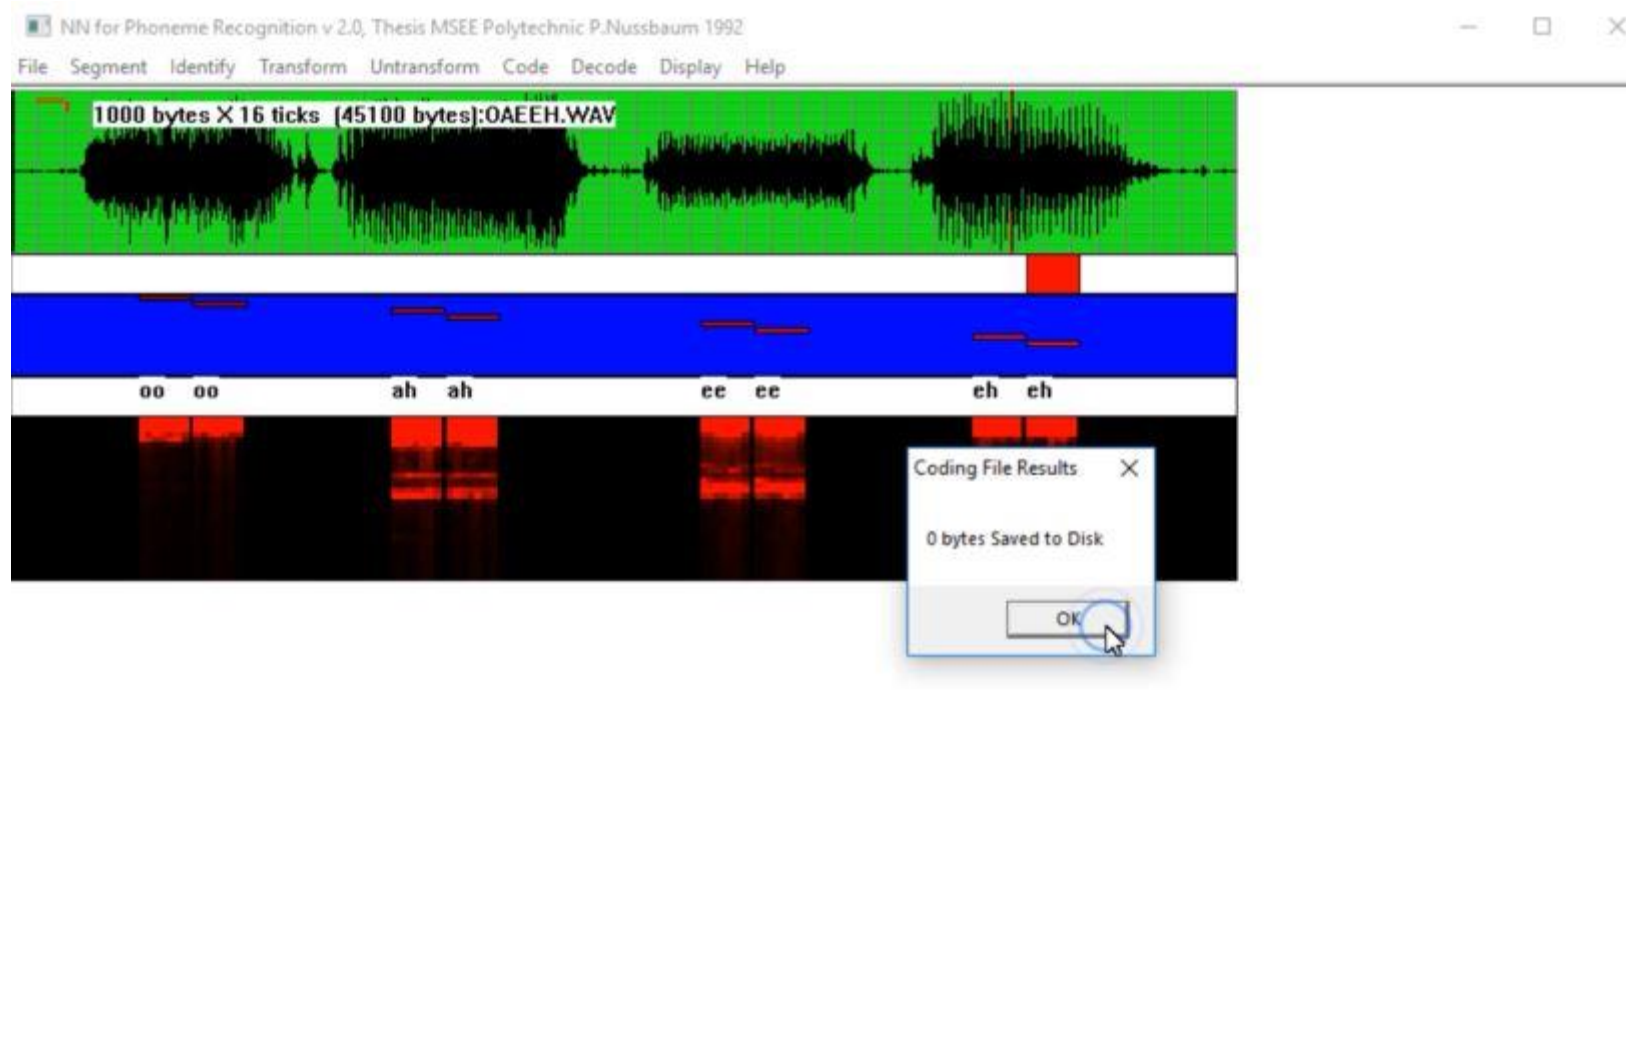 NN for Phoneme Recognition v 2.0, Thesis MSEE Polytechnic P.Nussbaum 1992
File Segment Identify Transform Untransform Code Decode Display Help
1000 bytes X 16 ticks (45100 bytes):OAEEH.WAV
oo oo ah ah ee ee eh eh
Coding File Results
0 bytes Saved to Disk
OK